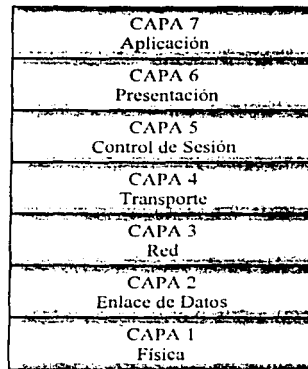 CAPA 7
Aplicación
CAPA 6
Presentación
CAPA 5
Control de Sesión
CAPA 4
Transporte
CAPA 3
Red
CAPA 2
Enlace de Datos
CAPA 1
Física